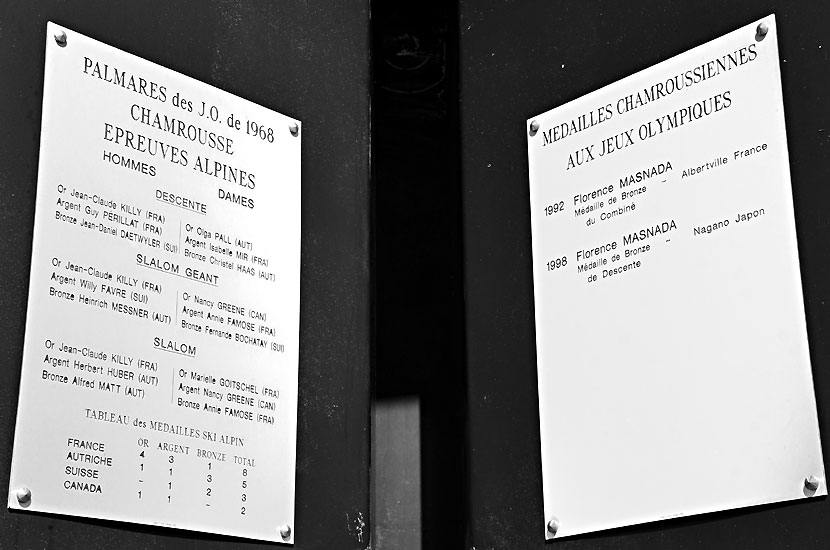 PALMARES des J.O. de 1968
CHAMROUSSE
EPREUVES ALPINES
HOMMES DAMES
DESCENTE
Or Jean-Claude KILLY (FRA)
Argent Guy PÉRILLAT (FRA)
Bronze Jean-Daniel DAETWYLER (SUI)
Or Olga PALL (AUT)
Argent Isabelle MIR (FRA)
Bronze Christel HAAS (AUT)
SLALOM GEANT
Or Jean-Claude KILLY (FRA)
Argent Willy FAVRE (SUI)
Bronze Heinrich MESSNER (AUT)
Or Nancy GREENE (CAN)
Argent Annie FAMOSE (FRA)
Bronze Fernande BOCHATAY (SUI)
SLALOM
Or Jean-Claude KILLY (FRA)
Argent Herbert HUBER (AUT)
Bronze Alfred MATT (AUT)
Or Marielle GOITSCHEL (FRA)
Argent Nancy GREENE (CAN)
Bronze Annie FAMOSE (FRA)
TABLEAU des MEDAILLES SKI ALPIN
OR ARGENT BRONZE TOTAL
FRANCE 4 3 1 8
AUTRICHE 1 1 3 5
SUISSE - 1 2 3
CANADA 1 1 - 2
MEDAILLES CHAMROUSSIENNES
AUX JEUX OLYMPIQUES
1992 Florence MASNADA - Albertville France
Médaille de Bronze
du Combiné
1998 Florence MASNADA - Nagano Japon
Médaille de Bronze
de Descente